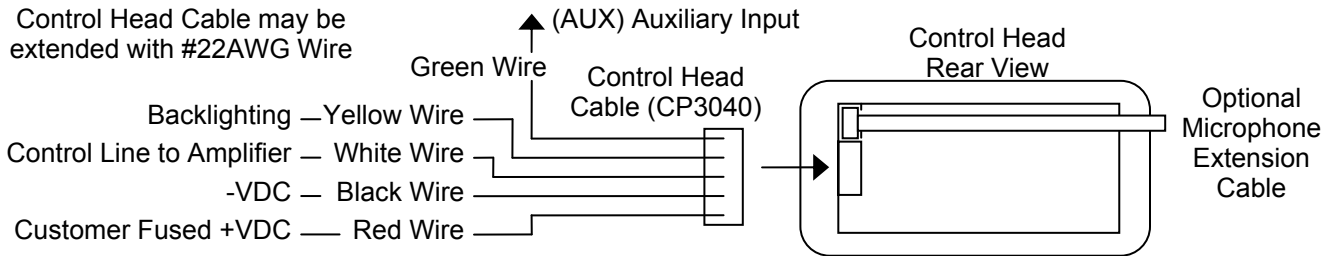 Control Head Cable may be
extended with #22AWG Wire
(AUX) Auxiliary Input
Green Wire
Control Head
Cable (CP3040)
Backlighting — Yellow Wire
Control Line to Amplifier — White Wire
-VDC — Black Wire
Customer Fused +VDC — Red Wire
Control Head
Rear View
Optional
Microphone
Extension
Cable